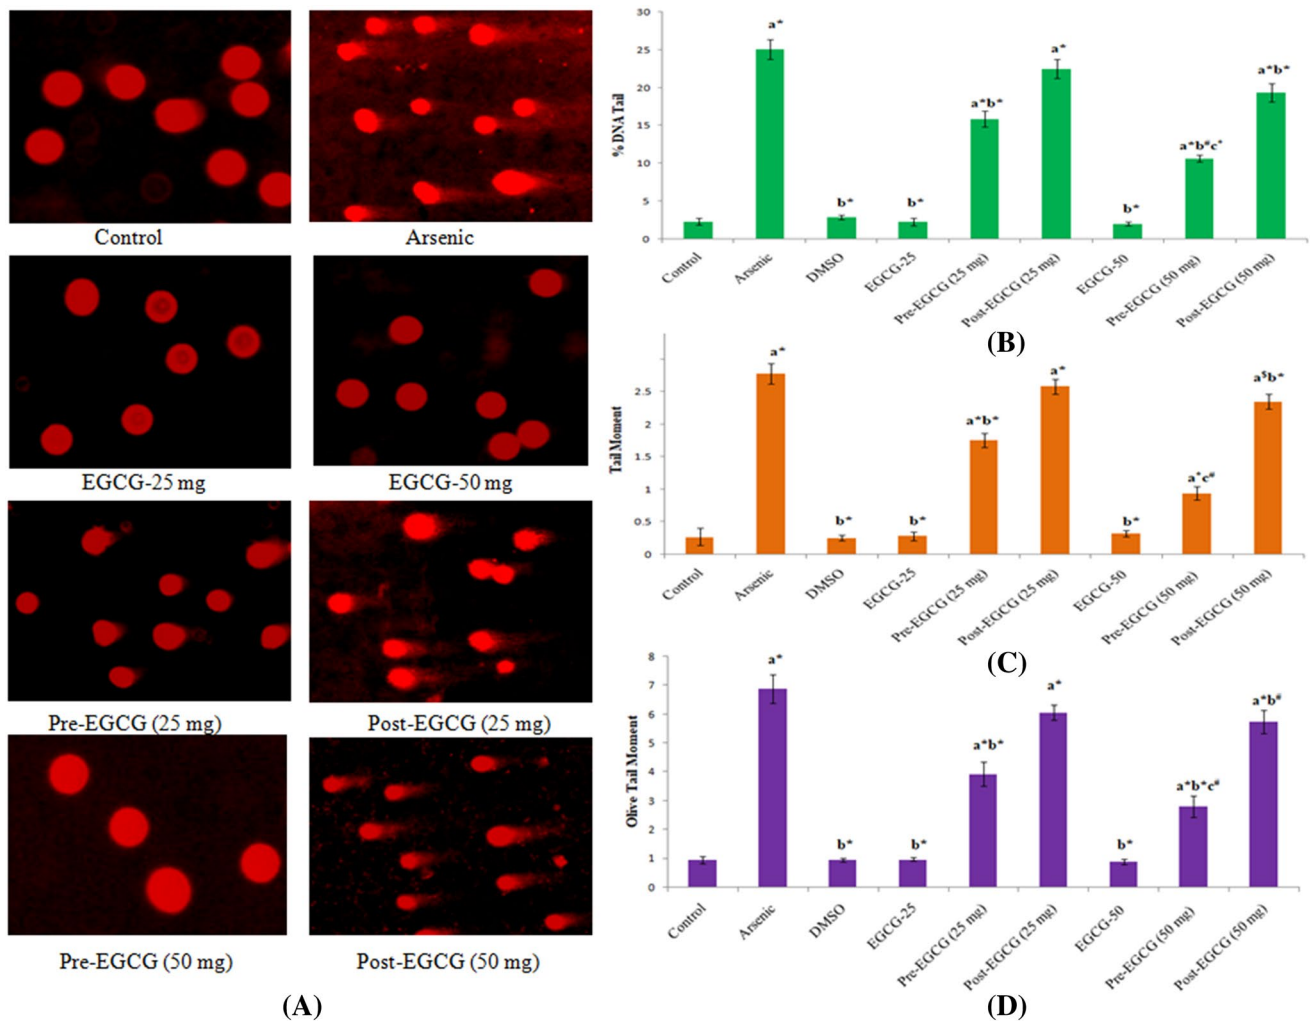 Control Arsenic
EGCG-25 mg EGCG-50 mg
Pre-EGCG (25 mg) Post-EGCG (25 mg)
Pre-EGCG (50 mg) Post-EGCG (50 mg)
(A)
% DNA Tail
30
25
20
15
10
5
0
a*
b*
b*
a*b*
a*
b*
a*b#c*
a*b*
Control
Arsenic
DMSO
EGCG-25
Pre-EGCG (25 mg)
Post-EGCG (25 mg)
EGCG-50
Pre-EGCG (50 mg)
Post-EGCG (50 mg)
(B)
Tail Moment
2.5
2
1.5
1
0.5
0
a*
b*
b*
a*b*
a*
b*
a*c#
a$b*
Control
Arsenic
DMSO
EGCG-25
Pre-EGCG (25 mg)
Post-EGCG (25 mg)
EGCG-50
Pre-EGCG (50 mg)
Post-EGCG (50 mg)
(C)
Olive Tail Moment
8
7
6
5
4
3
2
1
0
a*
b*
b*
a*b*
a*
b*
a*b*c#
a*b#
Control
Arsenic
DMSO
EGCG-25
Pre-EGCG (25 mg)
Post-EGCG (25 mg)
EGCG-50
Pre-EGCG (50 mg)
Post-EGCG (50 mg)
(D)